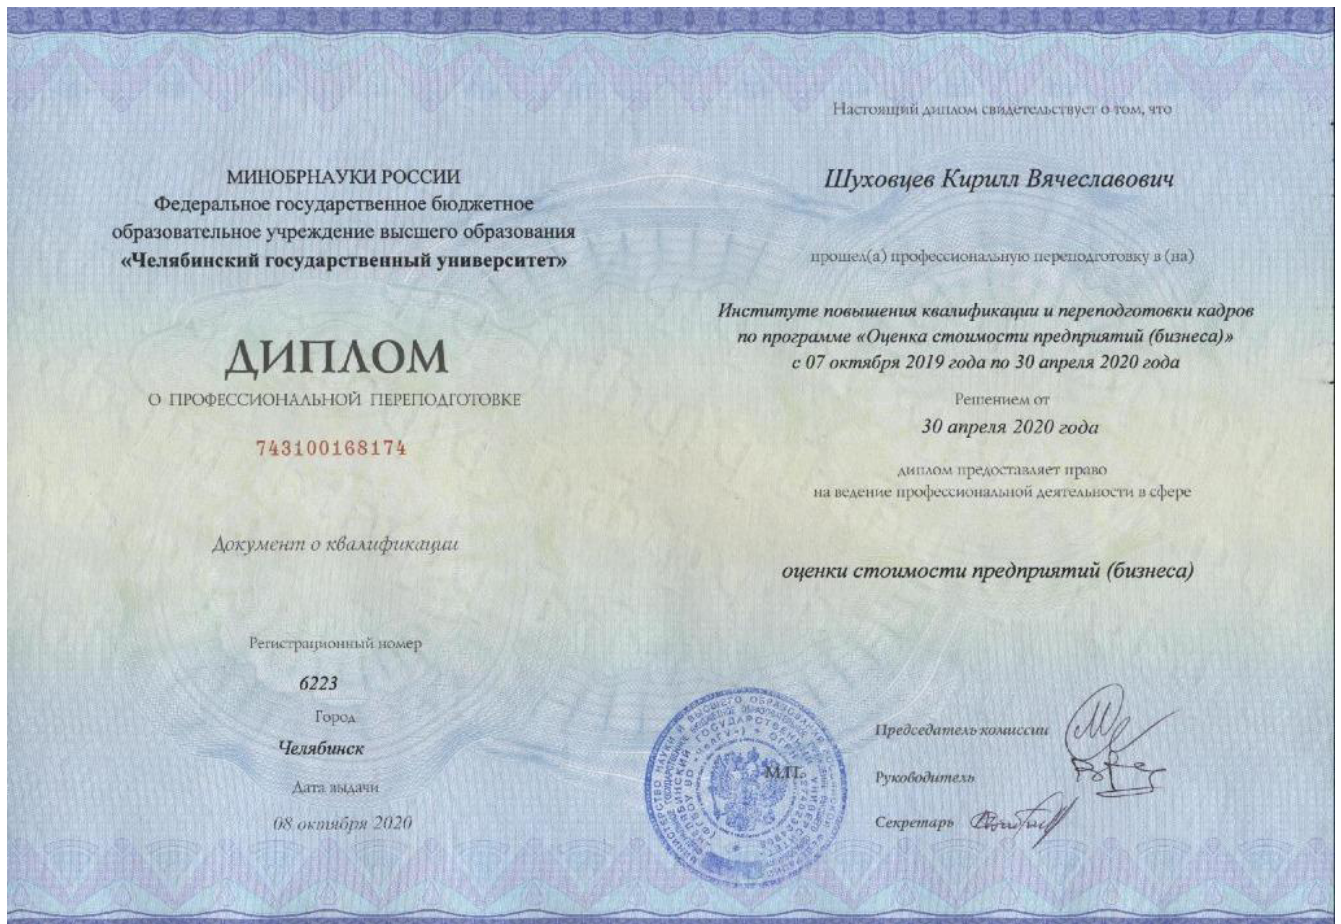 МИНОБРНАУКИ РОССИИ
Федеральное государственное бюджетное
образовательное учреждение высшего образования
«Челябинский государственный университет»
ДИПЛОМ
О ПРОФЕССИОНАЛЬНОЙ ПЕРЕПОДГОТОВКЕ
743100168174
Документ о квалификации
Регистрационный номер
6223
Город
Челябинск
Дата выдачи
08 октября 2020
Настоящий диплом свидетельствует о том, что
Шуховцев Кирилл Вячеславович
прошел(а) профессиональную переподготовку в (на)
Институте повышения квалификации и переподготовки кадров
по программе «Оценка стоимости предприятий (бизнеса)»
с 07 октября 2019 года по 30 апреля 2020 года
Решением от
30 апреля 2020 года
диплом предоставляет право
на ведение профессиональной деятельности в сфере
оценки стоимости предприятий (бизнеса)
М.П.
Председатель комиссии
Руководитель
Секретарь